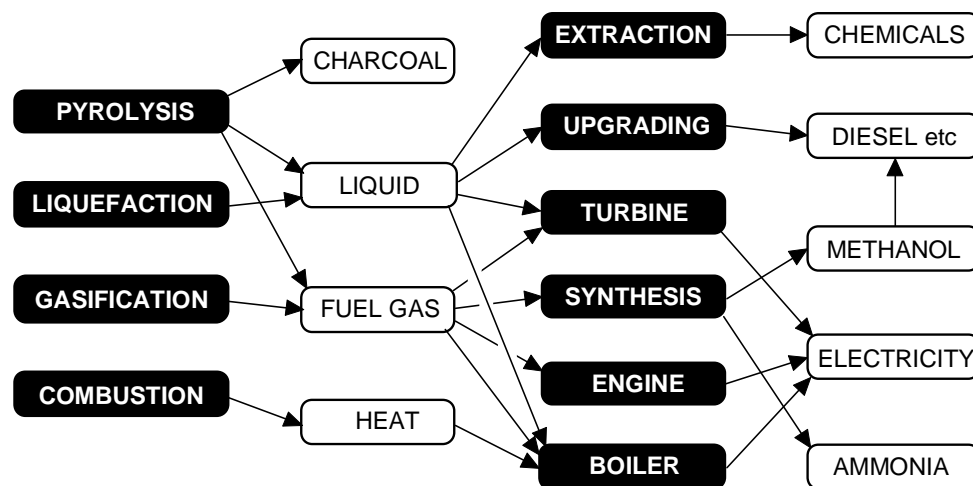 PYROLYSIS
LIQUEFACTION
GASIFICATION
COMBUSTION
CHARCOAL
LIQUID
FUEL GAS
HEAT
EXTRACTION
UPGRADING
TURBINE
SYNTHESIS
ENGINE
BOILER
CHEMICALS
DIESEL etc
METHANOL
ELECTRICITY
AMMONIA